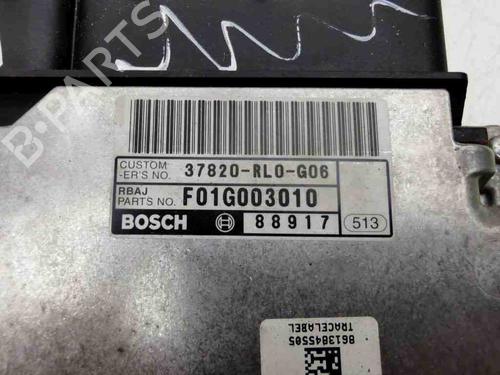 B-PARTS
CUSTOM
-ER'S NO. 37820-RL0-G06
RBAJ
PARTS NO. F01G003010
BOSCH 88917 513
8613845505
TRACELABEL